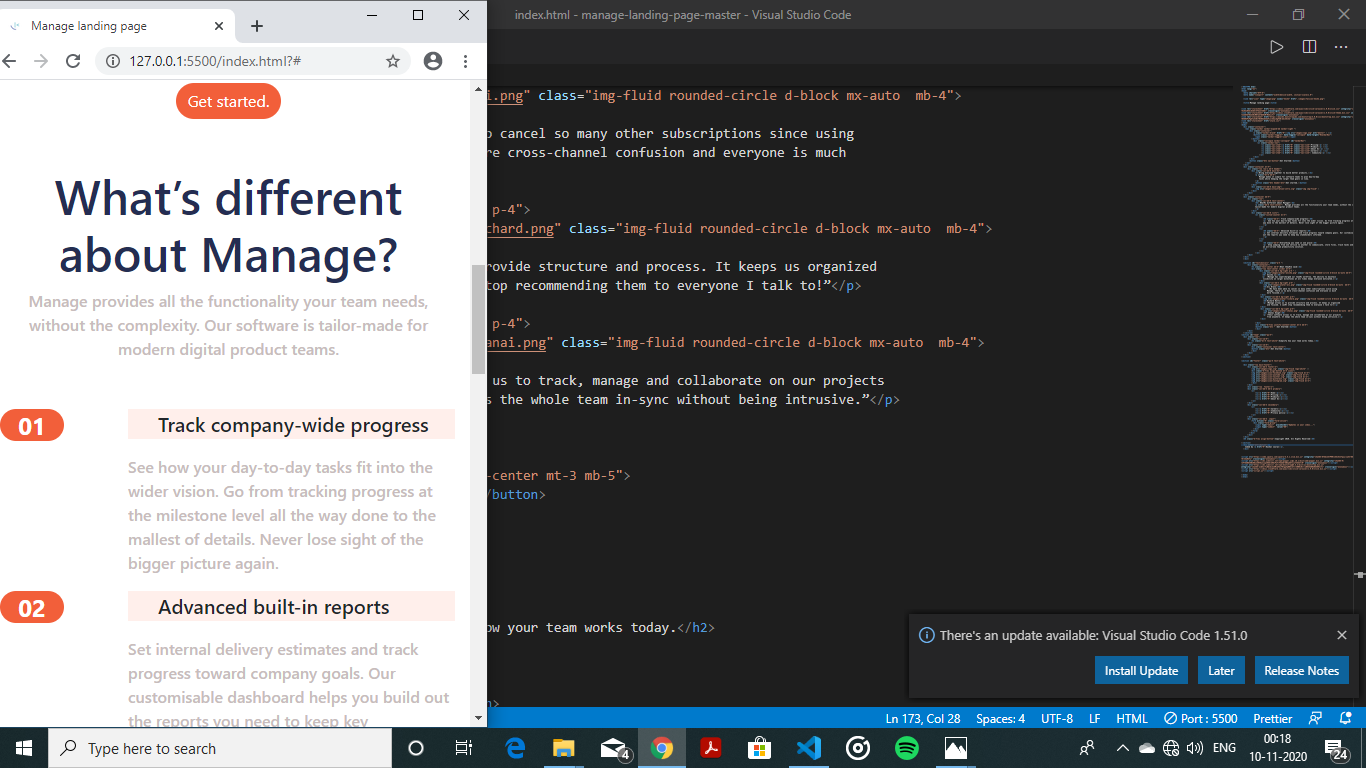 Manage landing page
127.0.0.1:5500/index.html?#
Get started.
What’s different
about Manage?
Manage provides all the functionality your team needs,
without the complexity. Our software is tailor-made for
modern digital product teams.
01
Track company-wide progress
See how your day-to-day tasks fit into the
wider vision. Go from tracking progress at
the milestone level all the way done to the
mallest of details. Never lose sight of the
bigger picture again.
02
Advanced built-in reports
Set internal delivery estimates and track
progress toward company goals. Our
customisable dashboard helps you build out
the reports you need to keep key
index.html - manage-landing-page-master - Visual Studio Code
i.png" class="img-fluid rounded-circle d-block mx-auto  mb-4">
o cancel so many other subscriptions since using
re cross-channel confusion and everyone is much
p-4">
chard.png" class="img-fluid rounded-circle d-block mx-auto  mb-4">
rovide structure and process. It keeps us organized
top recommending them to everyone I talk to!”</p>
p-4">
anai.png" class="img-fluid rounded-circle d-block mx-auto  mb-4">
us to track, manage and collaborate on our projects
s the whole team in-sync without being intrusive.”</p>
-center mt-3 mb-5">
/button>
ow your team works today.</h2>
n>
There's an update available: Visual Studio Code 1.51.0
Install Update
Later
Release Notes
Ln 173, Col 28 Spaces: 4 UTF-8 LF HTML Port : 5500 Prettier
Type here to search
4
ENG
00:18
10-11-2020
24